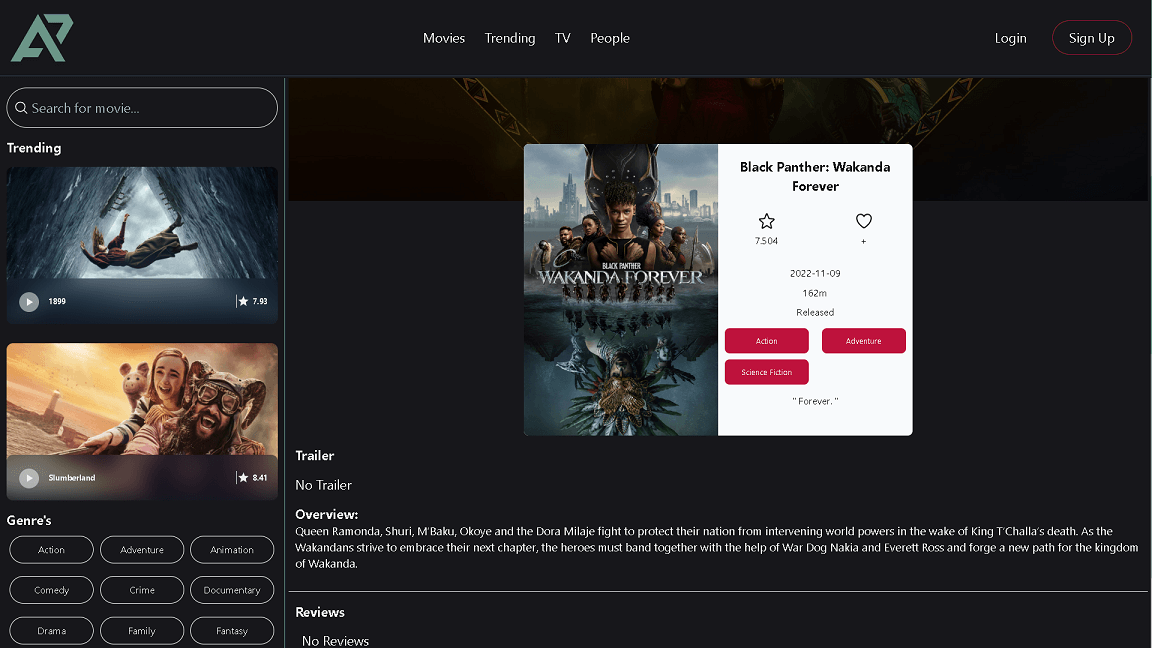 Movies
Trending
TV
People
Login
Sign Up
Search for movie...
Trending
1899
7.93
Slumberland
8.41
Genre's
Action
Adventure
Animation
Comedy
Crime
Documentary
Drama
Family
Fantasy
BLACK PANTHER
WAKANDA FOREVER
Black Panther: Wakanda
Forever
7.504
+
2022-11-09
162m
Released
Action
Adventure
Science Fiction
" Forever. "
Trailer
No Trailer
Overview:
Queen Ramonda, Shuri, M'Baku, Okoye and the Dora Milaje fight to protect their nation from intervening world powers in the wake of King T'Challa's death. As the
Wakandans strive to embrace their next chapter, the heroes must band together with the help of War Dog Nakia and Everett Ross and forge a new path for the kingdom
of Wakanda.
Reviews
No Reviews